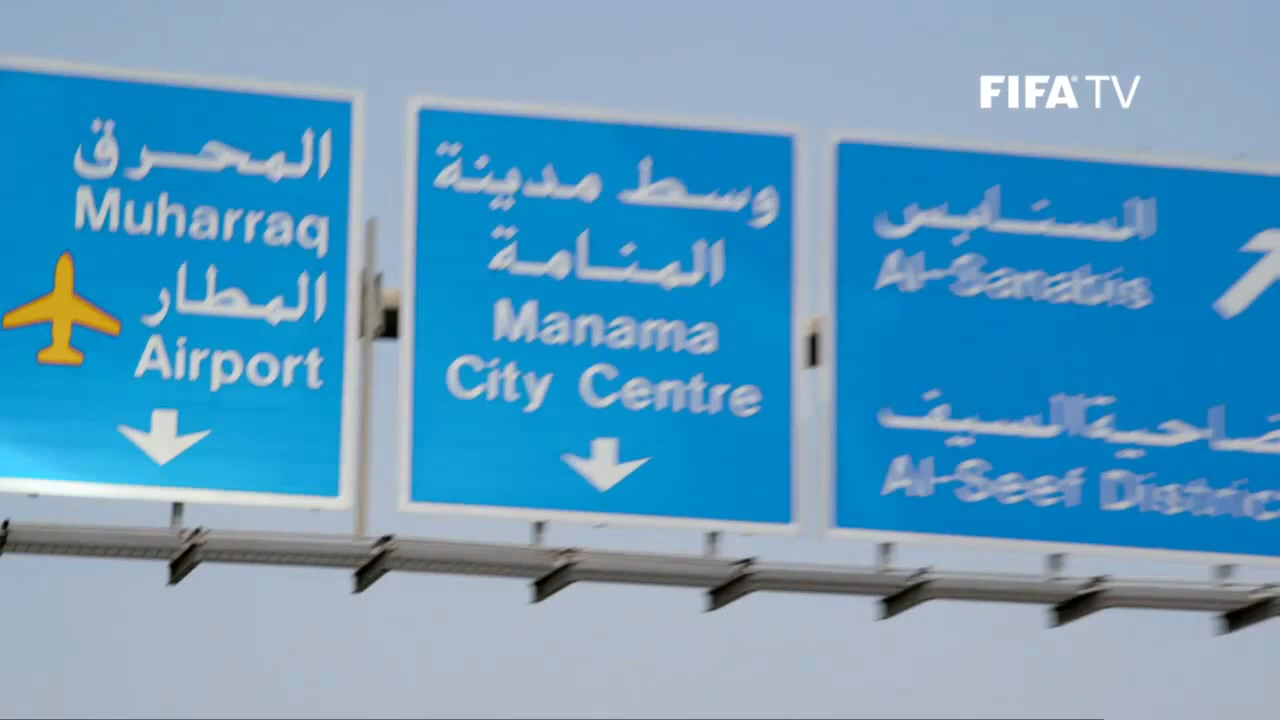 FIFA TV
المحرق
Muharraq
المطار
Airport
وسط مدينة
المنامة
Manama
City Centre
السنابس
Al-Sanabis
ضاحية السيف
Al-Seef District